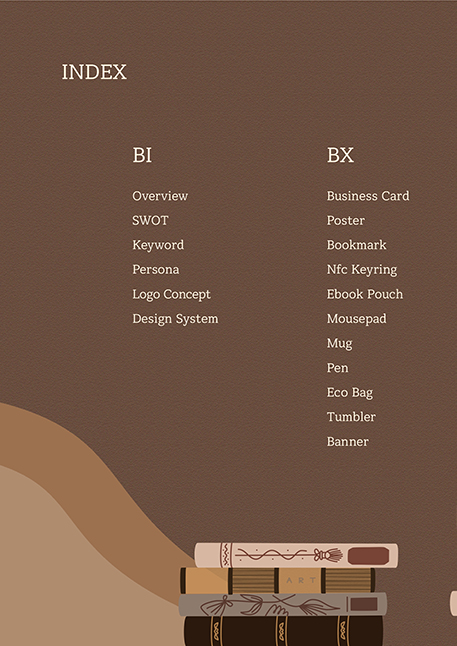 INDEX
BI
Overview
SWOT
Keyword
Persona
Logo Concept
Design System
BX
Business Card
Poster
Bookmark
Nfc Keyring
Ebook Pouch
Mousepad
Mug
Pen
Eco Bag
Tumbler
Banner
ART